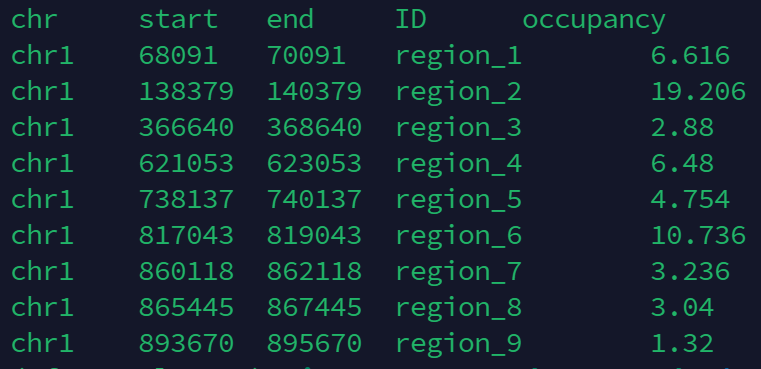 chr start end ID occupancy
chr1 68091 70091 region_1 6.616
chr1 138379 140379 region_2 19.206
chr1 366640 368640 region_3 2.88
chr1 621053 623053 region_4 6.48
chr1 738137 740137 region_5 4.754
chr1 817043 819043 region_6 10.736
chr1 860118 862118 region_7 3.236
chr1 865445 867445 region_8 3.04
chr1 893670 895670 region_9 1.32